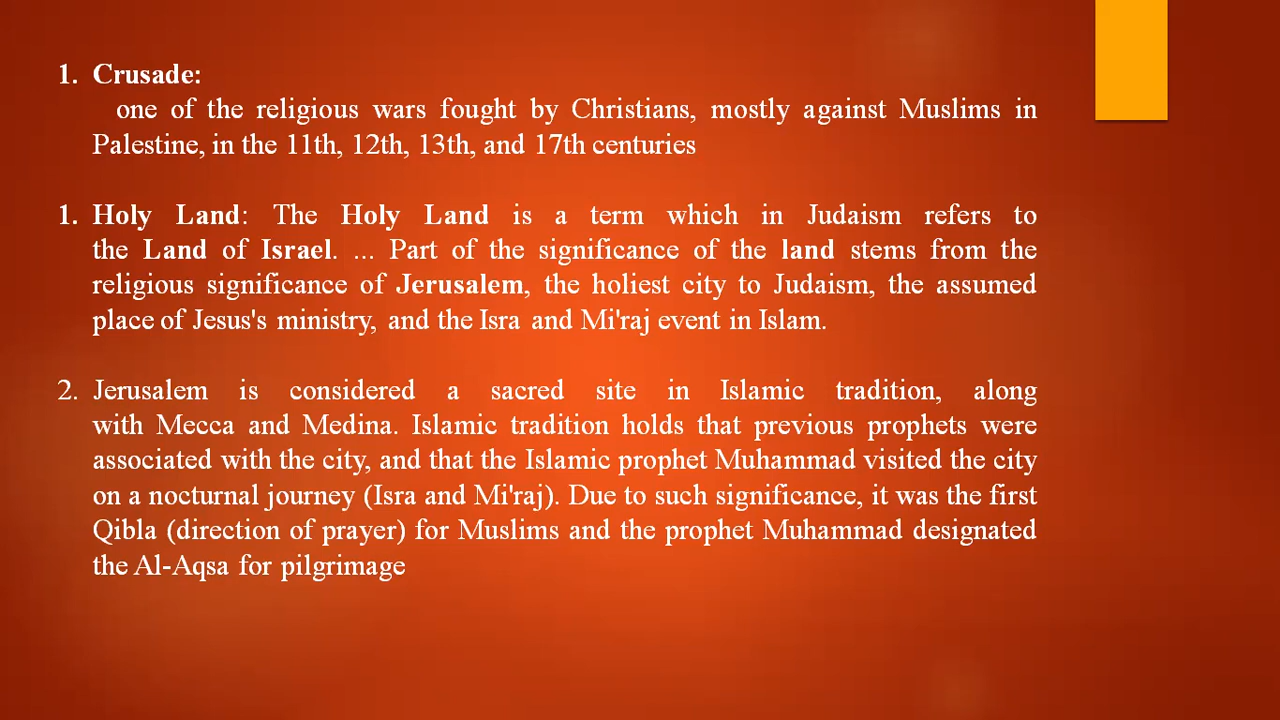 1. Crusade:
one of the religious wars fought by Christians, mostly against Muslims in
Palestine, in the 11th, 12th, 13th, and 17th centuries
1. Holy Land: The Holy Land is a term which in Judaism refers to
the Land of Israel. ... Part of the significance of the land stems from the
religious significance of Jerusalem, the holiest city to Judaism, the assumed
place of Jesus's ministry, and the Isra and Mi'raj event in Islam.
2. Jerusalem is considered a sacred site in Islamic tradition, along
with Mecca and Medina. Islamic tradition holds that previous prophets were
associated with the city, and that the Islamic prophet Muhammad visited the city
on a nocturnal journey (Isra and Mi'raj). Due to such significance, it was the first
Qibla (direction of prayer) for Muslims and the prophet Muhammad designated
the Al-Aqsa for pilgrimage